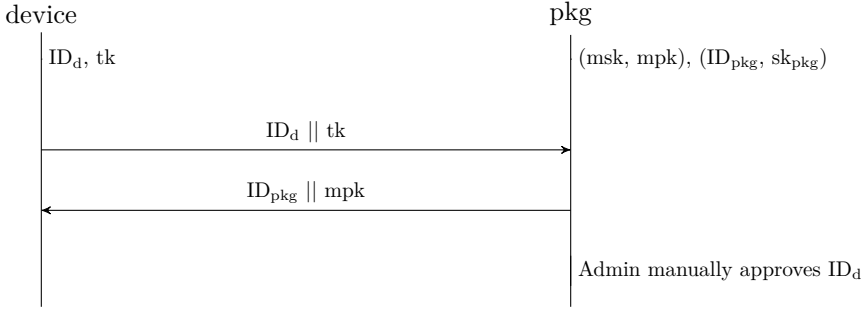 device
pkg
ID_d, tk
(msk, mpk), (ID_pkg, sk_pkg)
ID_d || tk
ID_pkg || mpk
Admin manually approves ID_d